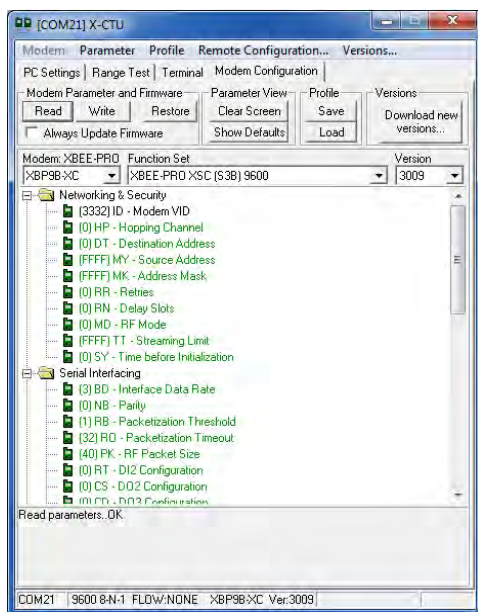 [COM21] X-CTU
Modem Parameter Profile Remote Configuration... Versions...
PC Settings Range Test Terminal Modem Configuration
Modem Parameter and Firmware Parameter View Profile Versions
Read Write Restore Clear Screen Save Download new versions...
Always Update Firmware Show Defaults Load
Modem: XBEE-PRO Function Set Version
XBP9B-XC XBEE-PRO XSC (S3B) 9600 3009
Networking & Security
(3332) ID - Modem VID
(0) HP - Hopping Channel
(0) DT - Destination Address
(FFFF) MY - Source Address
(FFFF) MK - Address Mask
(0) RR - Retries
(0) RN - Delay Slots
(0) MD - RF Mode
(FFFF) TT - Streaming Limit
(0) SY - Time before Initialization
Serial Interfacing
(3) BD - Interface Data Rate
(0) NB - Parity
(1) RB - Packetization Threshold
(32) RO - Packetization Timeout
(40) PK - RF Packet Size
(0) RT - DI2 Configuration
(0) CS - DO2 Configuration
(0) CD - DO3 Configuration
Read parameters..OK
COM21 9600 8-N-1 FLOW:NONE XBP9B-XC Ver:3009